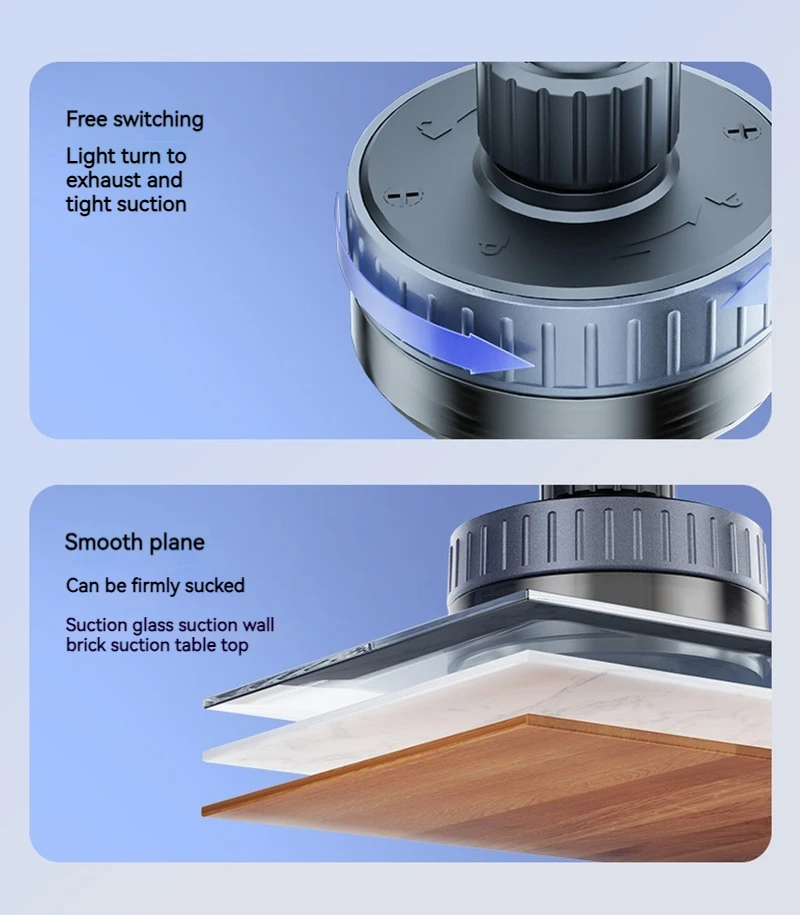 Free switching
Light turn to
exhaust and
tight suction
Smooth plane
Can be firmly sucked
Suction glass suction wall
brick suction table top